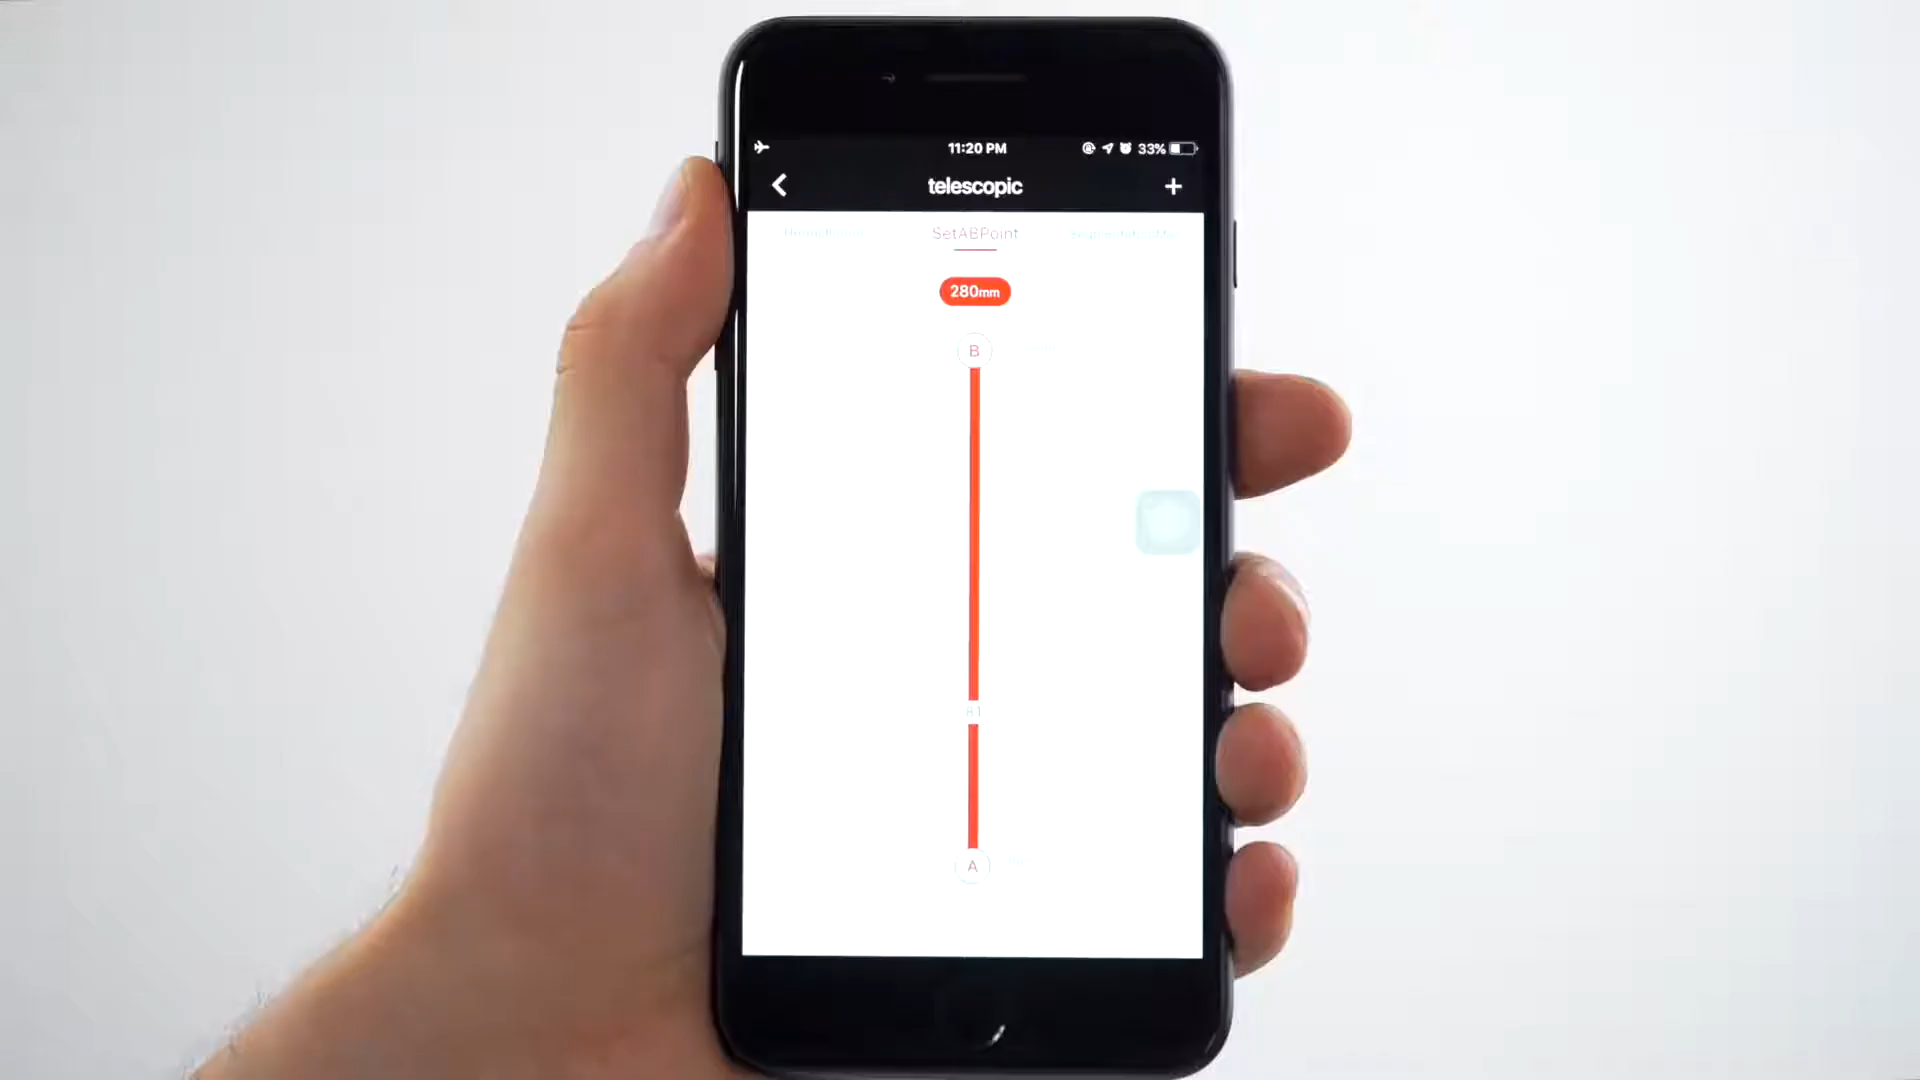 11:20 PM 33%
telescopic +
SetABPoint
280mm
B
A